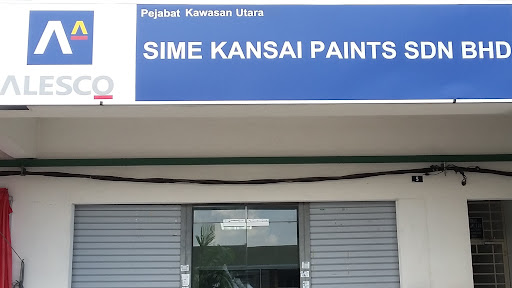 Pejabat Kawasan Utara
SIME KANSAI PAINTS SDN BHD
ALESCO